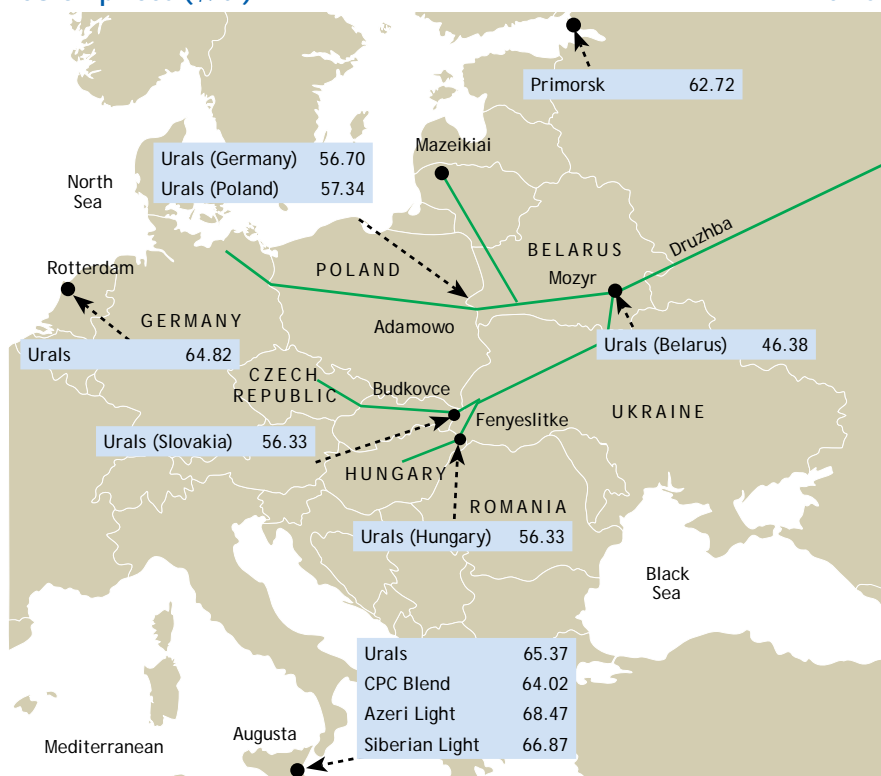 Primorsk 62.72
Mazeikiai
Urals (Germany) 56.70
Urals (Poland) 57.34
North
Sea
Druzhba
BELARUS
POLAND
Mozyr
Rotterdam
GERMANY
Adamowo
Urals 64.82
Urals (Belarus) 46.38
CZECH
REPUBLIC
Budkovce
Fenyeslitke
UKRAINE
Urals (Slovakia) 56.33
HUNGARY
ROMANIA
Urals (Hungary) 56.33
Black
Sea
Urals 65.37
CPC Blend 64.02
Azeri Light 68.47
Siberian Light 66.87
Augusta
Mediterranean